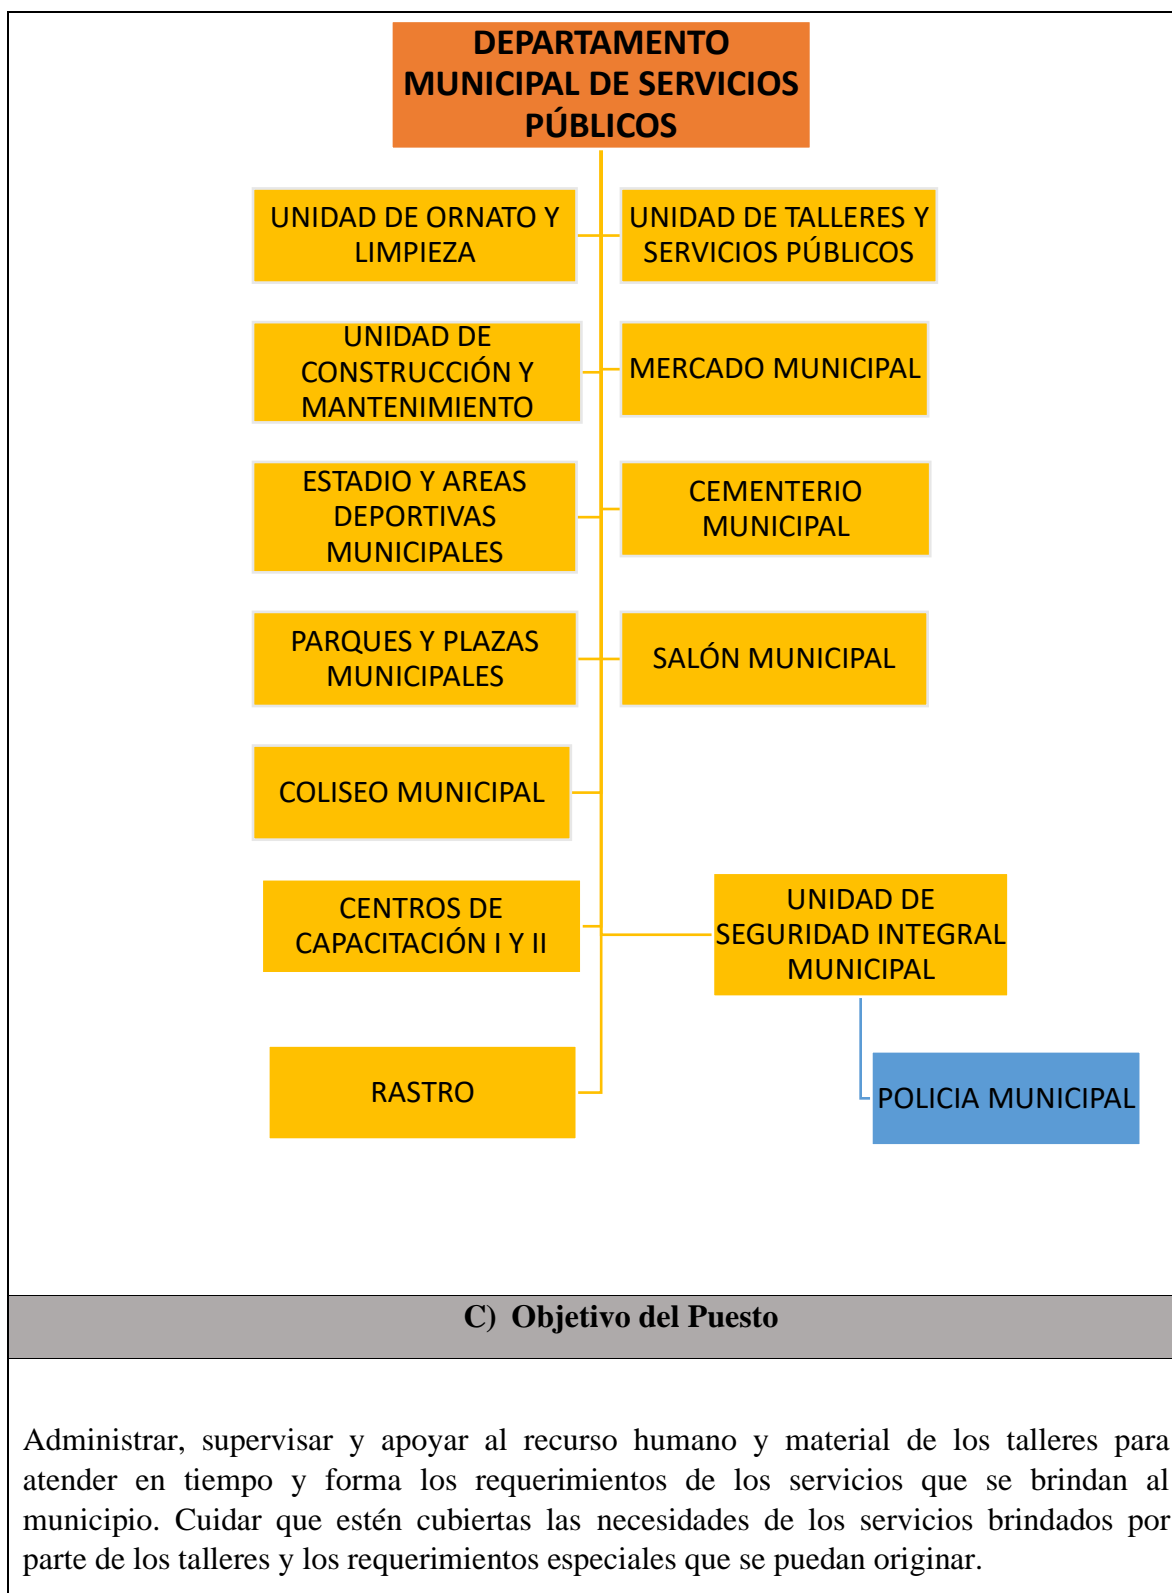 DEPARTAMENTO
MUNICIPAL DE SERVICIOS
PÚBLICOS
UNIDAD DE ORNATO Y
LIMPIEZA
UNIDAD DE TALLERES Y
SERVICIOS PÚBLICOS
UNIDAD DE
CONSTRUCCIÓN Y
MANTENIMIENTO
MERCADO MUNICIPAL
ESTADIO Y AREAS
DEPORTIVAS
MUNICIPALES
CEMENTERIO
MUNICIPAL
PARQUES Y PLAZAS
MUNICIPALES
SALÓN MUNICIPAL
COLISEO MUNICIPAL
CENTROS DE
CAPACITACIÓN I Y II
UNIDAD DE
SEGURIDAD INTEGRAL
MUNICIPAL
RASTRO
POLICIA MUNICIPAL
C) Objetivo del Puesto
Administrar, supervisar y apoyar al recurso humano y material de los talleres para
atender en tiempo y forma los requerimientos de los servicios que se brindan al
municipio. Cuidar que estén cubiertas las necesidades de los servicios brindados por
parte de los talleres y los requerimientos especiales que se puedan originar.